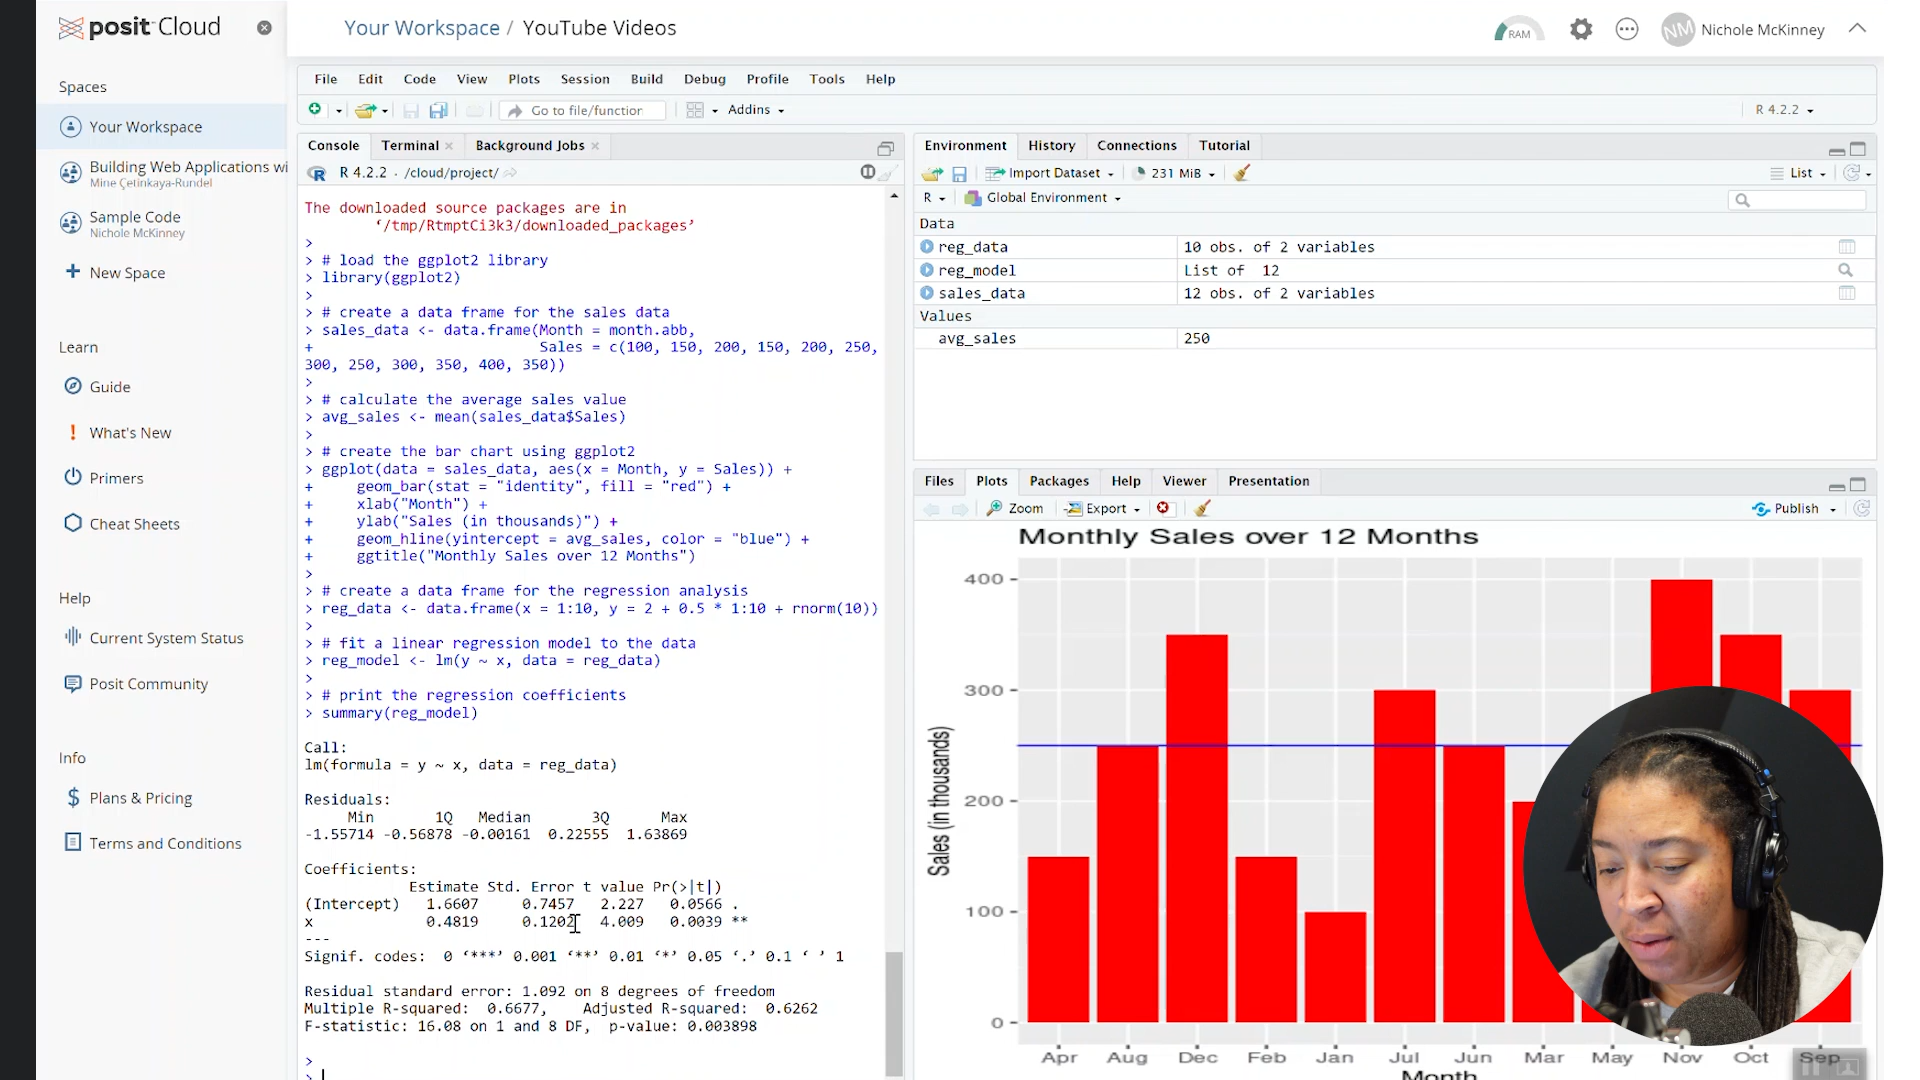 posit Cloud
Your Workspace / YouTube Videos
RAM
NM
Nichole McKinney
Spaces
Your Workspace
Building Web Applications wi
Mine Çetinkaya-Rundel
Sample Code
Nichole McKinney
New Space
Learn
Guide
What's New
Primers
Cheat Sheets
Help
Current System Status
Posit Community
Info
Plans & Pricing
Terms and Conditions
File Edit Code View Plots Session Build Debug Profile Tools Help
Go to file/function
Addins
R 4.2.2
Console Terminal Background Jobs
R 4.2.2 · /cloud/project/
The downloaded source packages are in
‘/tmp/RtmptCi3k3/downloaded_packages’
>
> # load the ggplot2 library
> library(ggplot2)
>
> # create a data frame for the sales data
> sales_data <- data.frame(Month = month.abb,
+ Sales = c(100, 150, 200, 150, 200, 250,
300, 250, 300, 350, 400, 350))
>
> # calculate the average sales value
> avg_sales <- mean(sales_data$Sales)
>
> # create the bar chart using ggplot2
> ggplot(data = sales_data, aes(x = Month, y = Sales)) +
+ geom_bar(stat = "identity", fill = "red") +
+ xlab("Month") +
+ ylab("Sales (in thousands)") +
+ geom_hline(yintercept = avg_sales, color = "blue") +
+ ggtitle("Monthly Sales over 12 Months")
>
> # create a data frame for the regression analysis
> reg_data <- data.frame(x = 1:10, y = 2 + 0.5 * 1:10 + rnorm(10))
>
> # fit a linear regression model to the data
> reg_model <- lm(y ~ x, data = reg_data)
>
> # print the regression coefficients
> summary(reg_model)
Call:
lm(formula = y ~ x, data = reg_data)
Residuals:
Min 1Q Median 3Q Max
-1.55714 -0.56878 -0.00161 0.22555 1.63869
Coefficients:
Estimate Std. Error t value Pr(>|t|)
(Intercept) 1.6607 0.7457 2.227 0.0566 .
x 0.4819 0.1202 4.009 0.0039 **
---
Signif. codes: 0 ‘***’ 0.001 ‘**’ 0.01 ‘*’ 0.05 ‘.’ 0.1 ‘ ’ 1
Residual standard error: 1.092 on 8 degrees of freedom
Multiple R-squared: 0.6677, Adjusted R-squared: 0.6262
F-statistic: 16.08 on 1 and 8 DF, p-value: 0.003898
>
>
Environment History Connections Tutorial
Import Dataset 231 MiB List
R Global Environment
Data
reg_data 10 obs. of 2 variables
reg_model List of 12
sales_data 12 obs. of 2 variables
Values
avg_sales 250
Files Plots Packages Help Viewer Presentation
Zoom Export Publish
Monthly Sales over 12 Months
400
300
200
100
0
Sales (in thousands)
Apr Aug Dec Feb Jan Jul Jun Mar May Nov Oct Sep
Month